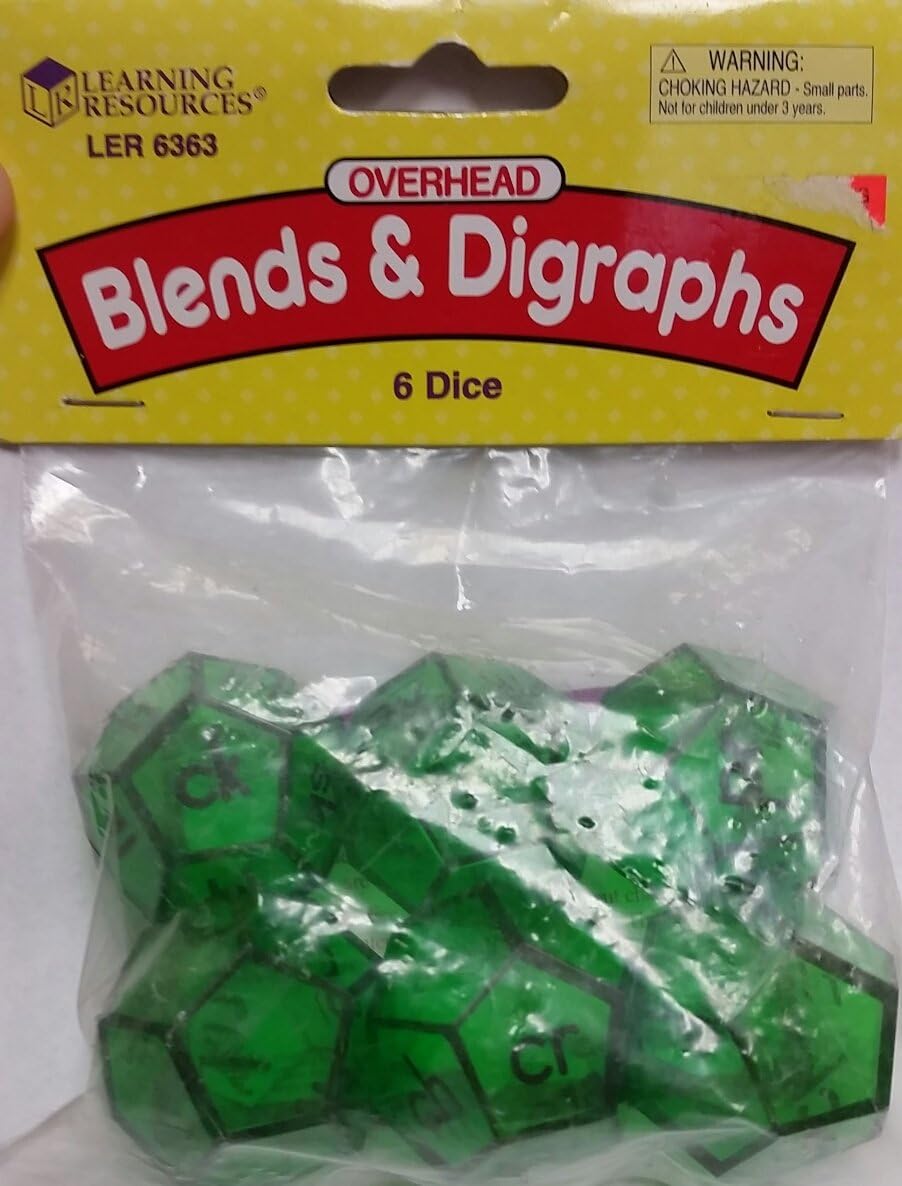 LEARNING
RESOURCES®
LER 6363
⚠ WARNING:
CHOKING HAZARD - Small parts.
Not for children under 3 years.
OVERHEAD
Blends & Digraphs
6 Dice
ck
cr